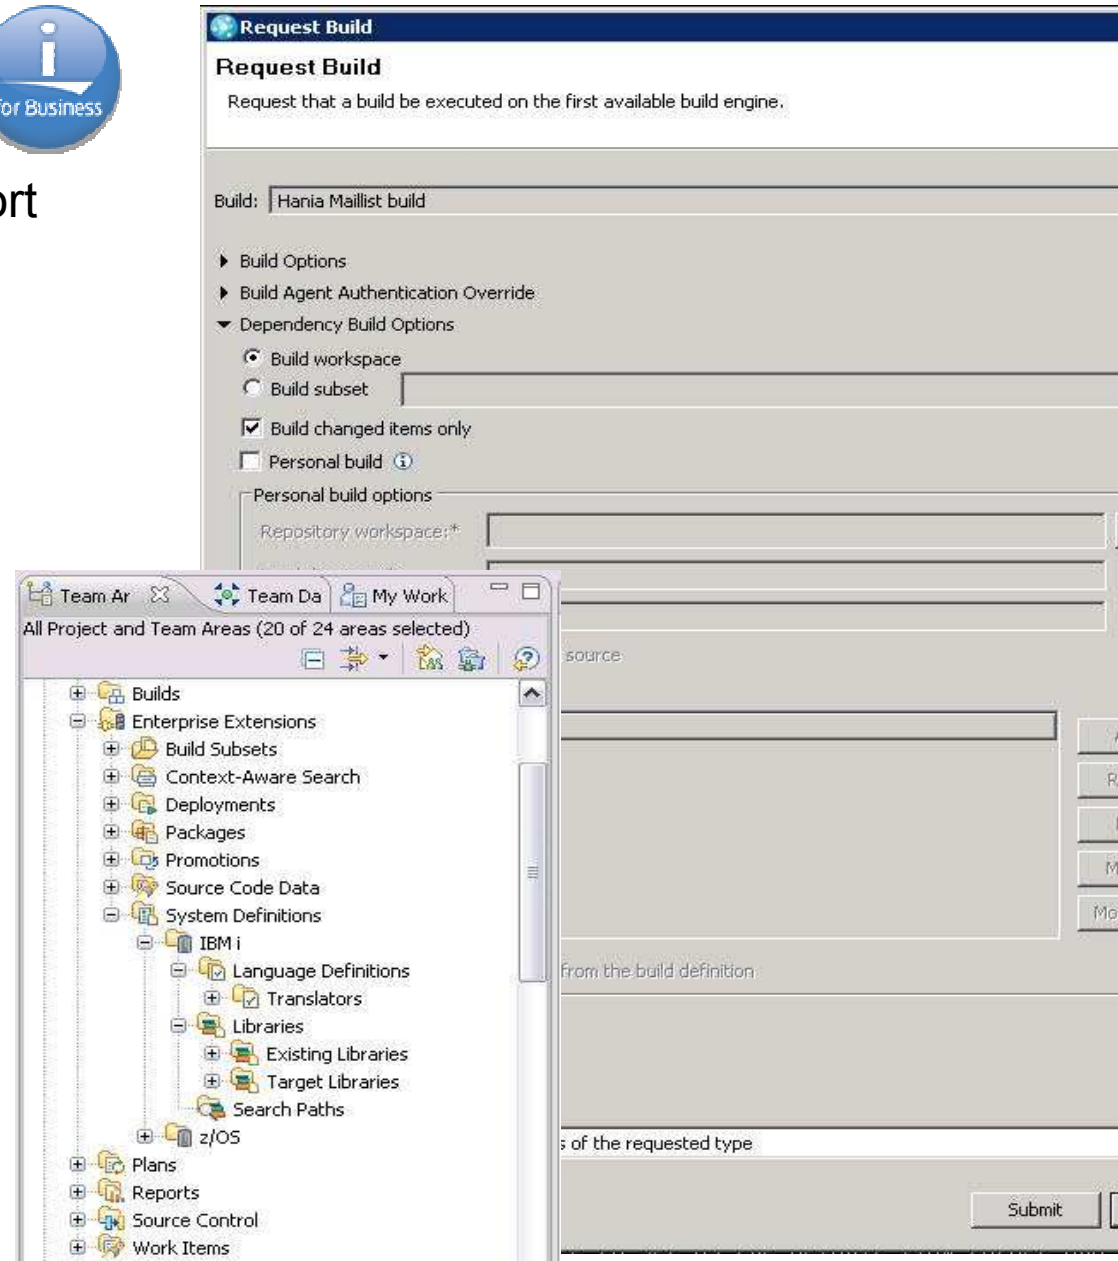 i
for Business
ort
Request Build
Request Build
Request that a build be executed on the first available build engine.
Build: Hania Maillist build
Build Options
Build Agent Authentication Override
Dependency Build Options
Build workspace
Build subset
Build changed items only
Personal build
Personal build options
Repository workspace:*
source
from the build definition
s of the requested type
Submit
Team Ar Team Da My Work
All Project and Team Areas (20 of 24 areas selected)
Builds
Enterprise Extensions
Build Subsets
Context-Aware Search
Deployments
Packages
Promotions
Source Code Data
System Definitions
IBM i
Language Definitions
Translators
Libraries
Existing Libraries
Target Libraries
Search Paths
z/OS
Plans
Reports
Source Control
Work Items